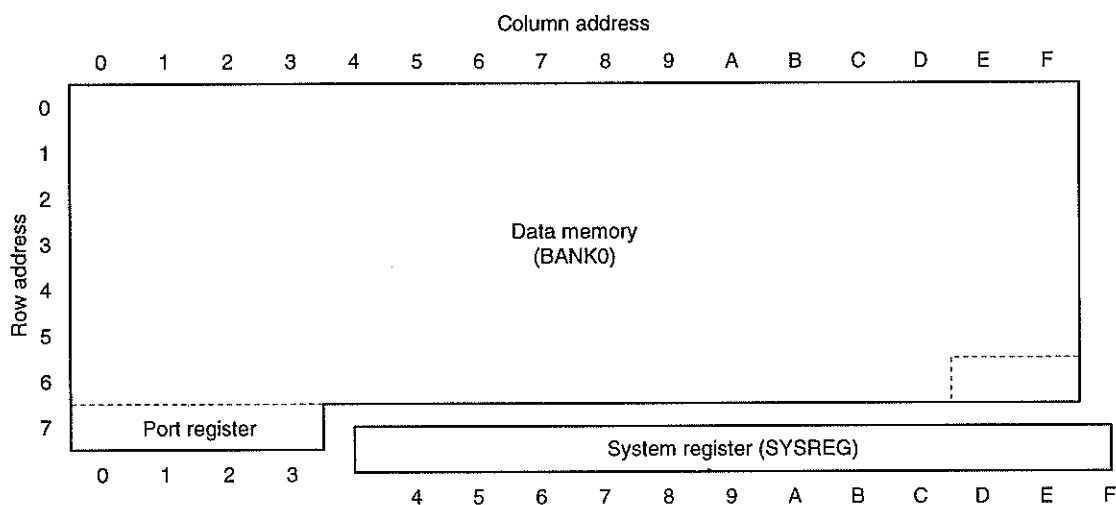 Column address
0 1 2 3 4 5 6 7 8 9 A B C D E F
Row address
0
1
2
3
4
5
6
7
Data memory
(BANK0)
Port register
System register (SYSREG)
0 1 2 3
4 5 6 7 8 9 A B C D E F